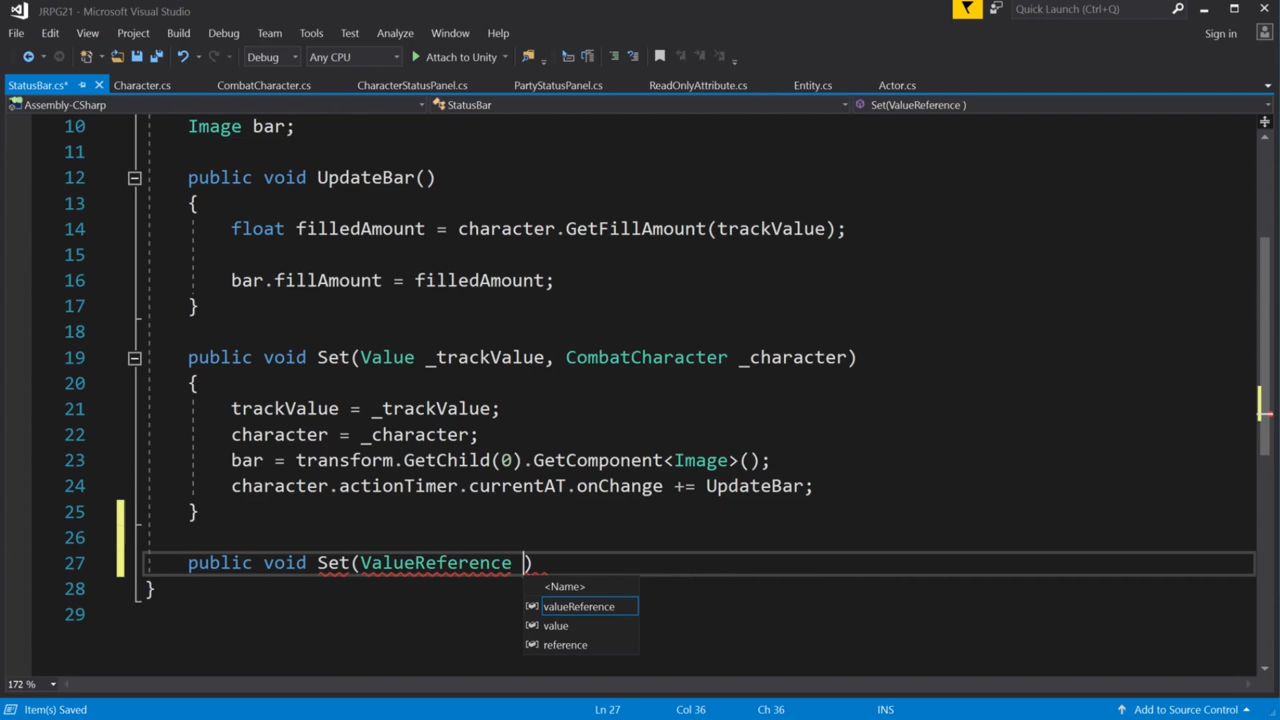 JRPG21 - Microsoft Visual Studio
Quick Launch (Ctrl+Q)
File Edit View Project Build Debug Team Tools Test Analyze Window Help
Sign in
Debug Any CPU Attach to Unity
StatusBar.cs* Character.cs CombatCharacter.cs CharacterStatusPanel.cs PartyStatusPanel.cs ReadOnlyAttribute.cs Entity.cs Actor.cs
Assembly-CSharp StatusBar Set(ValueReference )
10 Image bar;
11
12 public void UpdateBar()
13 {
14 float filledAmount = character.GetFillAmount(trackValue);
15
16 bar.fillAmount = filledAmount;
17 }
18
19 public void Set(Value _trackValue, CombatCharacter _character)
20 {
21 trackValue = _trackValue;
22 character = _character;
23 bar = transform.GetChild(0).GetComponent<Image>();
24 character.actionTimer.currentAT.onChange += UpdateBar;
25 }
26
27 public void Set(ValueReference )
<Name>
28 }
valueReference
29
value
reference
172 %
Item(s) Saved Ln 27 Col 36 Ch 36 INS Add to Source Control